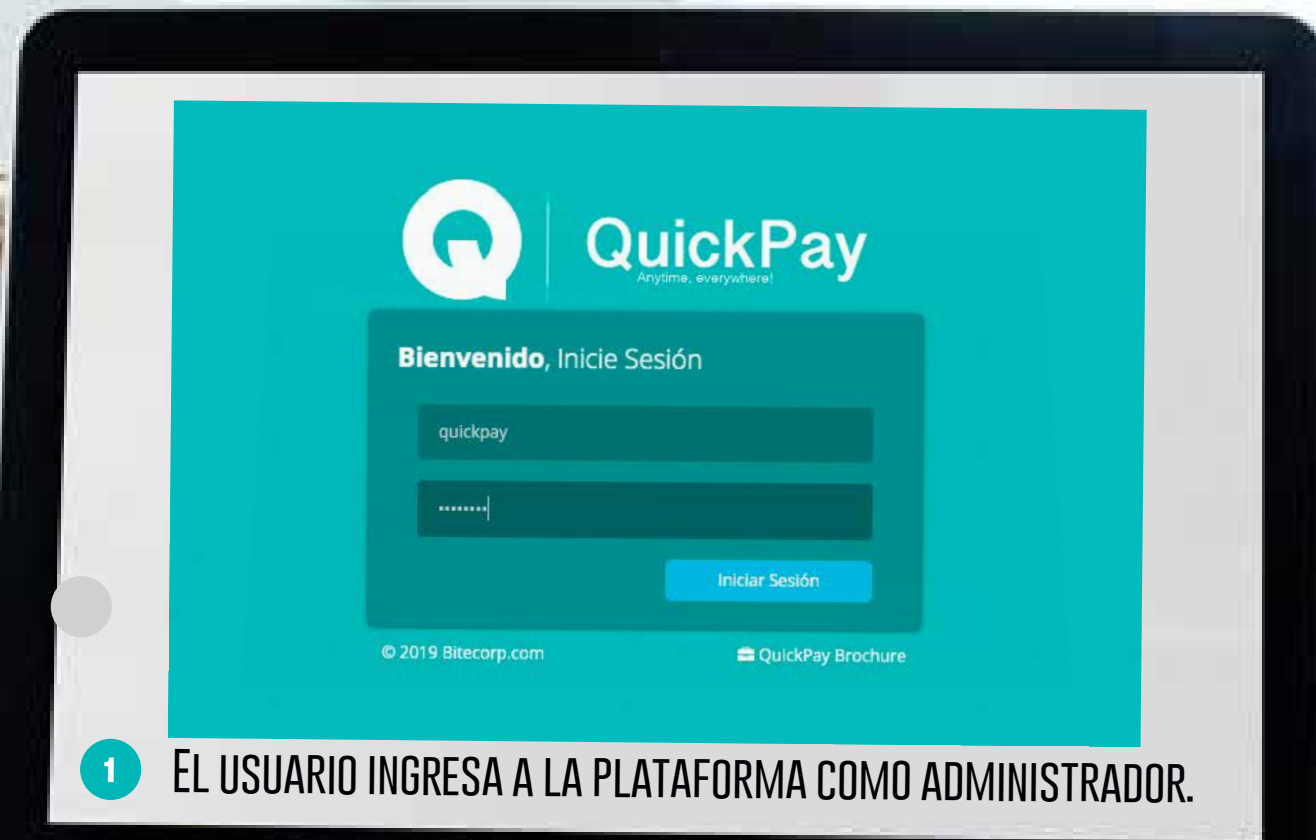 QuickPay
Anytime, everywhere!
Bienvenido, Inicie Sesión
quickpay
••••••••
Iniciar Sesión
© 2019 Bitecorp.com
QuickPay Brochure
1 EL USUARIO INGRESA A LA PLATAFORMA COMO ADMINISTRADOR.